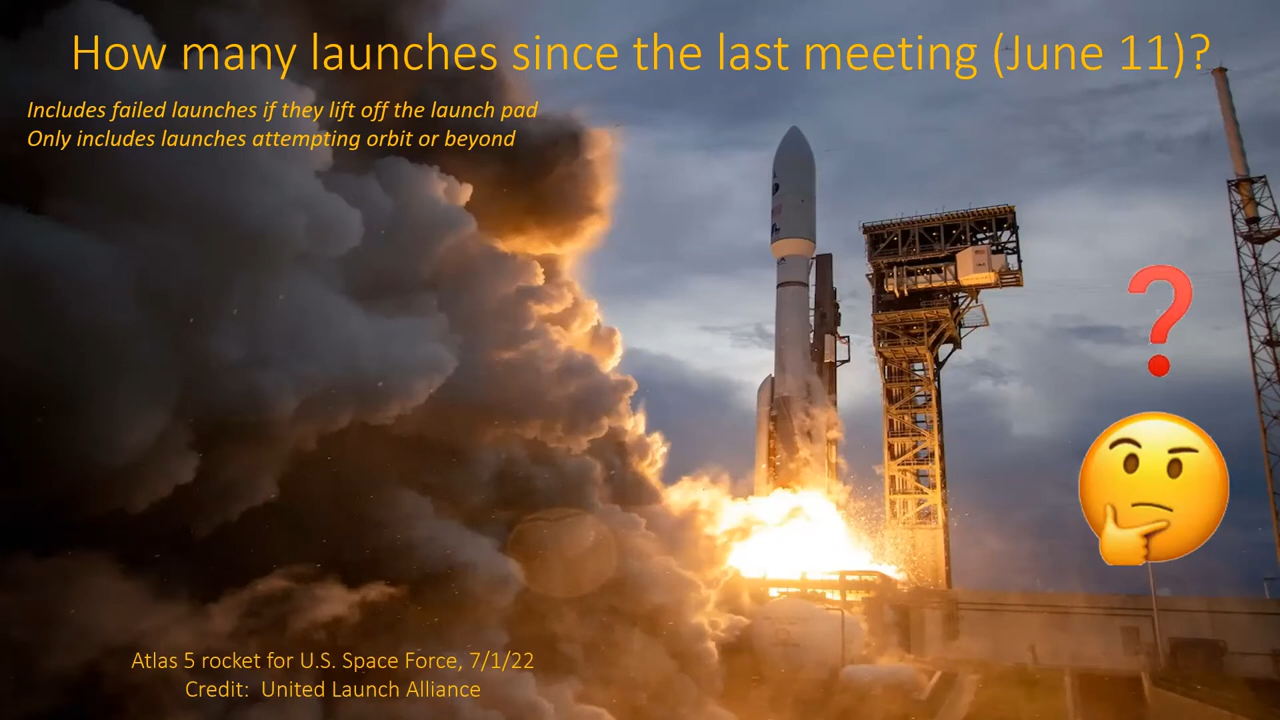 How many launches since the last meeting (June 11)?
Includes failed launches if they lift off the launch pad
Only includes launches attempting orbit or beyond
Atlas 5 rocket for U.S. Space Force, 7/1/22
Credit:  United Launch Alliance